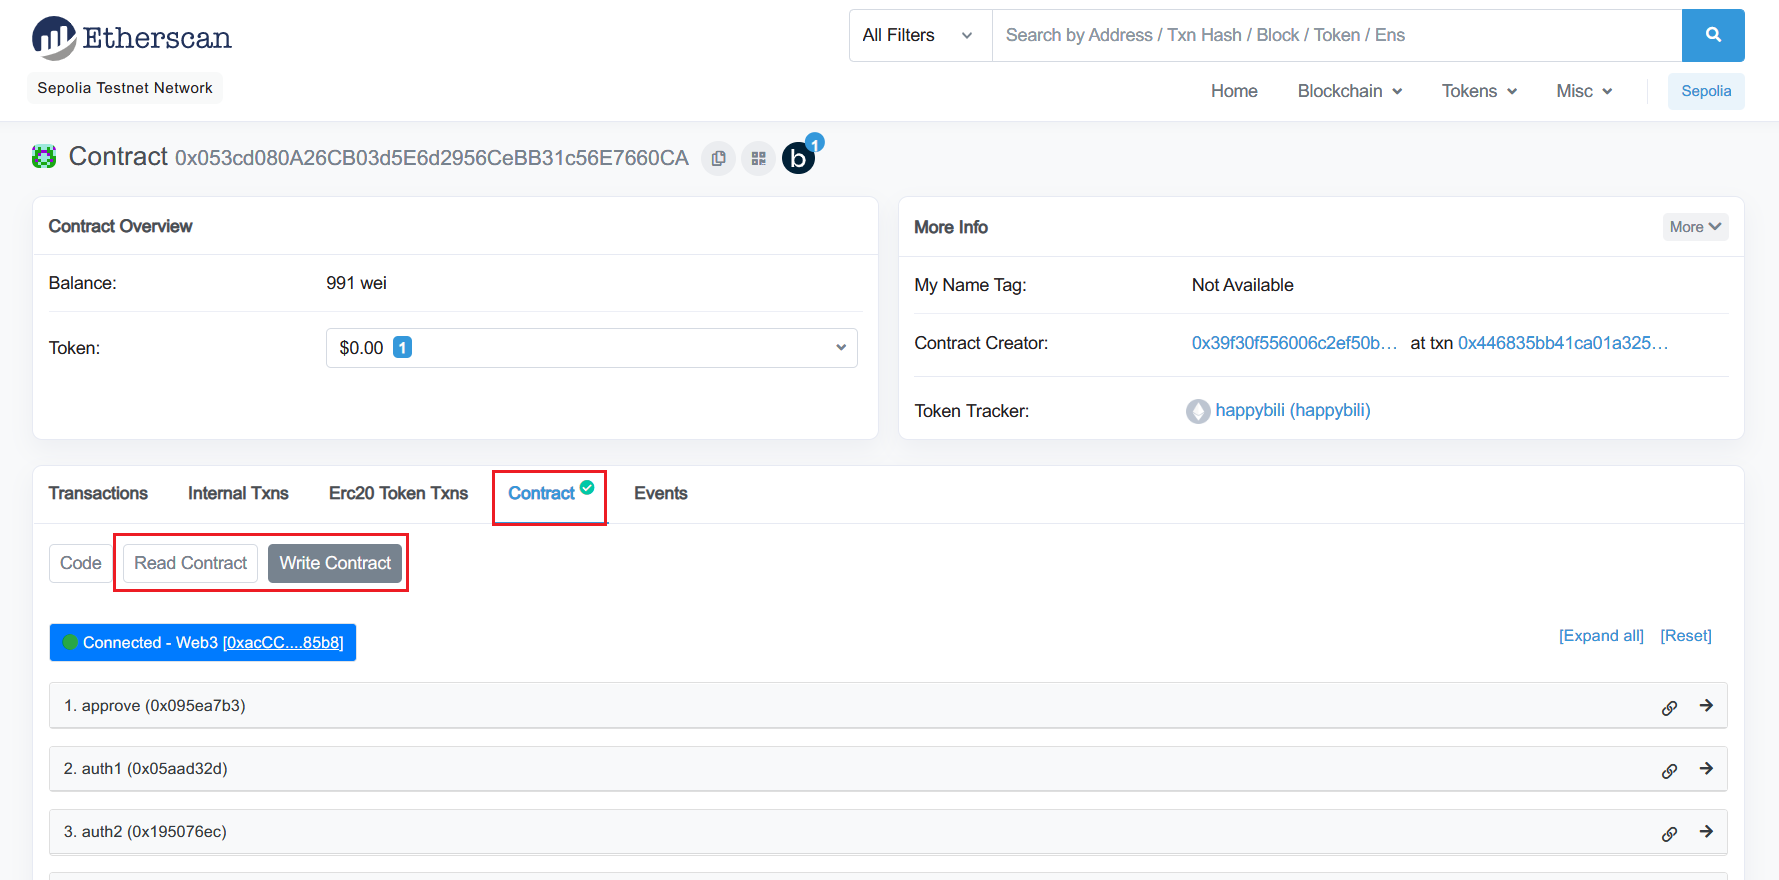 Etherscan
All Filters
Search by Address / Txn Hash / Block / Token / Ens
Sepolia Testnet Network
Home Blockchain Tokens Misc Sepolia
Contract 0x053cd080A26CB03d5E6d2956CeBB31c56E7660CA b 1
Contract Overview
Balance: 991 wei
Token: $0.00 1
More Info More
My Name Tag: Not Available
Contract Creator: 0x39f30f556006c2ef50b... at txn 0x446835bb41ca01a325...
Token Tracker: happybili (happybili)
Transactions Internal Txns Erc20 Token Txns Contract Events
Code Read Contract Write Contract
Connected - Web3 [0xacCC....85b8] [Expand all] [Reset]
1. approve (0x095ea7b3)
2. auth1 (0x05aad32d)
3. auth2 (0x195076ec)